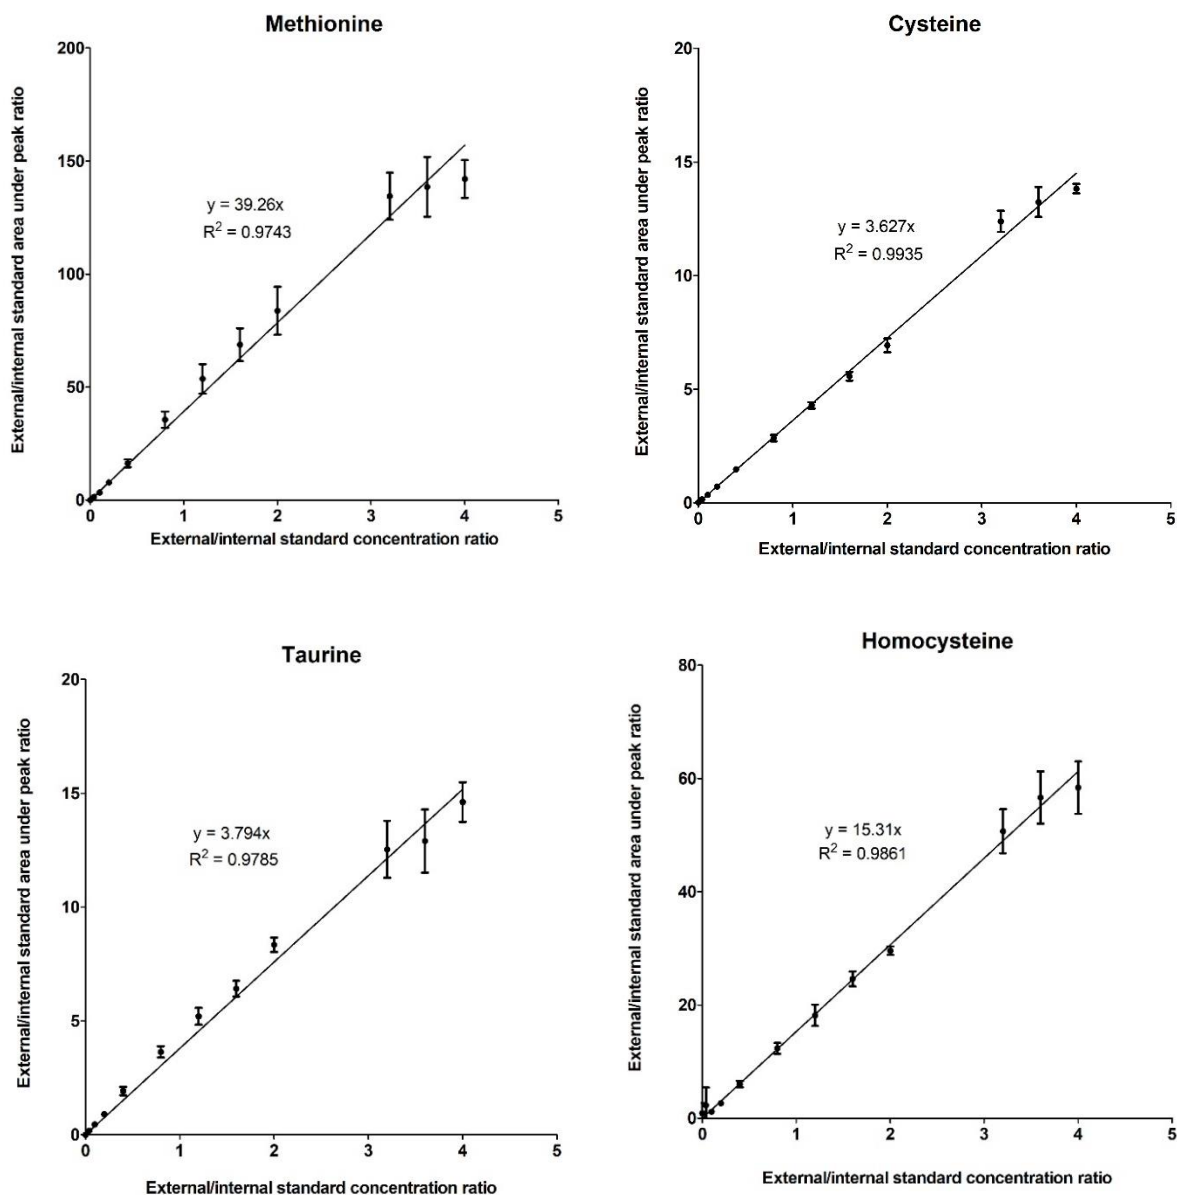 Methionine
External/internal standard area under peak ratio
200
150
100
50
0
y = 39.26x
R² = 0.9743
0 1 2 3 4 5
External/internal standard concentration ratio
Cysteine
External/internal standard area under peak ratio
20
15
10
5
0
y = 3.627x
R² = 0.9935
0 1 2 3 4 5
External/internal standard concentration ratio
Taurine
External/internal standard area under peak ratio
20
15
10
5
0
y = 3.794x
R² = 0.9785
0 1 2 3 4 5
External/internal standard concentration ratio
Homocysteine
External/internal standard area under peak ratio
80
60
40
20
0
y = 15.31x
R² = 0.9861
0 1 2 3 4 5
External/internal standard concentration ratio